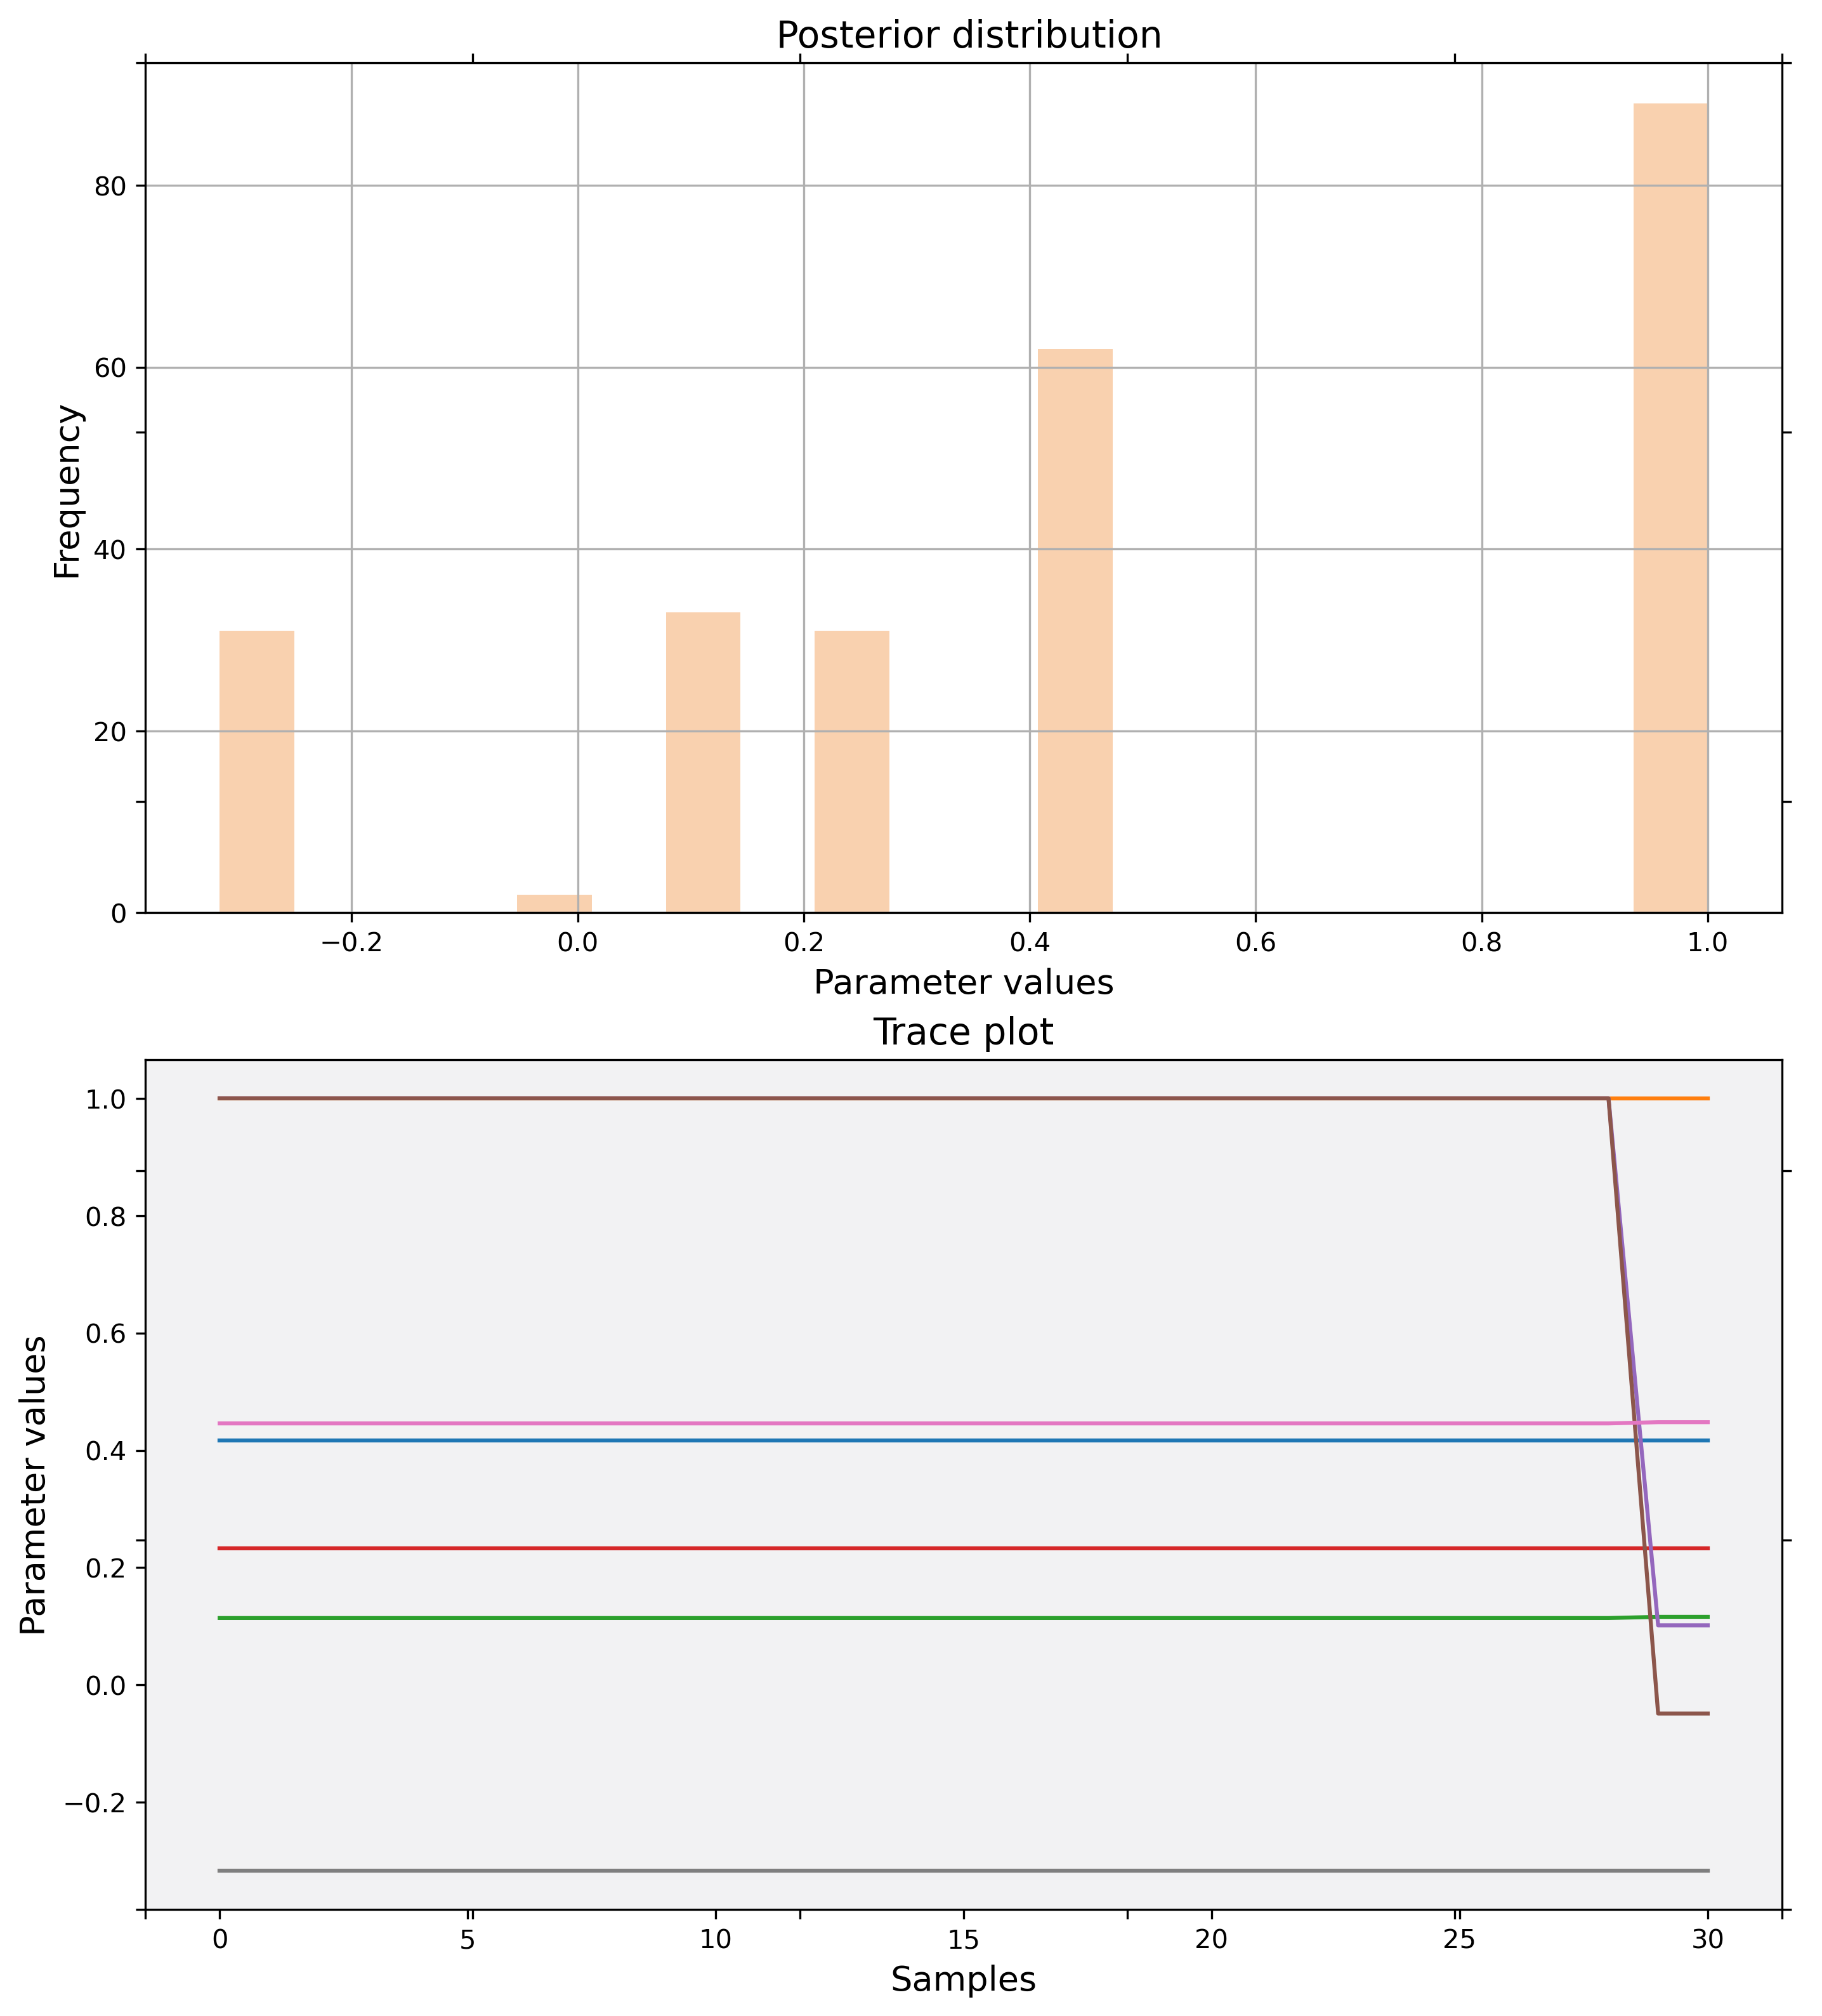 Posterior distribution
80
60
40
20
0
Frequency
−0.2 0.0 0.2 0.4 0.6 0.8 1.0
Parameter values
Trace plot
1.0
0.8
0.6
0.4
0.2
0.0
−0.2
Parameter values
0 5 10 15 20 25 30
Samples